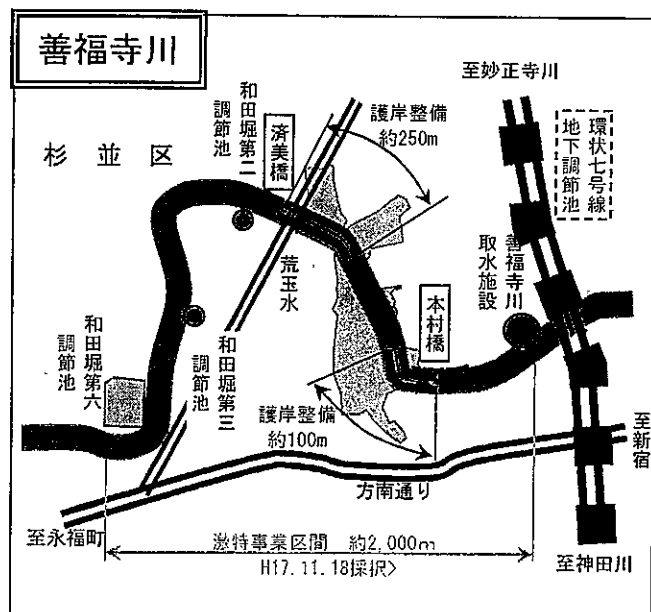 善福寺川
至妙正寺川
杉並区
和田堀第二
調節池
済美橋
護岸整備
約250m
環状七号線
地下調節池
善福寺川
取水施設
荒玉水
本村橋
和田堀第六
調節池
和田堀第三
調節池
護岸整備
約100m
至新宿
方南通り
至永福町
激特事業区間 約2,000m
H17.11.18採択>
至神田川